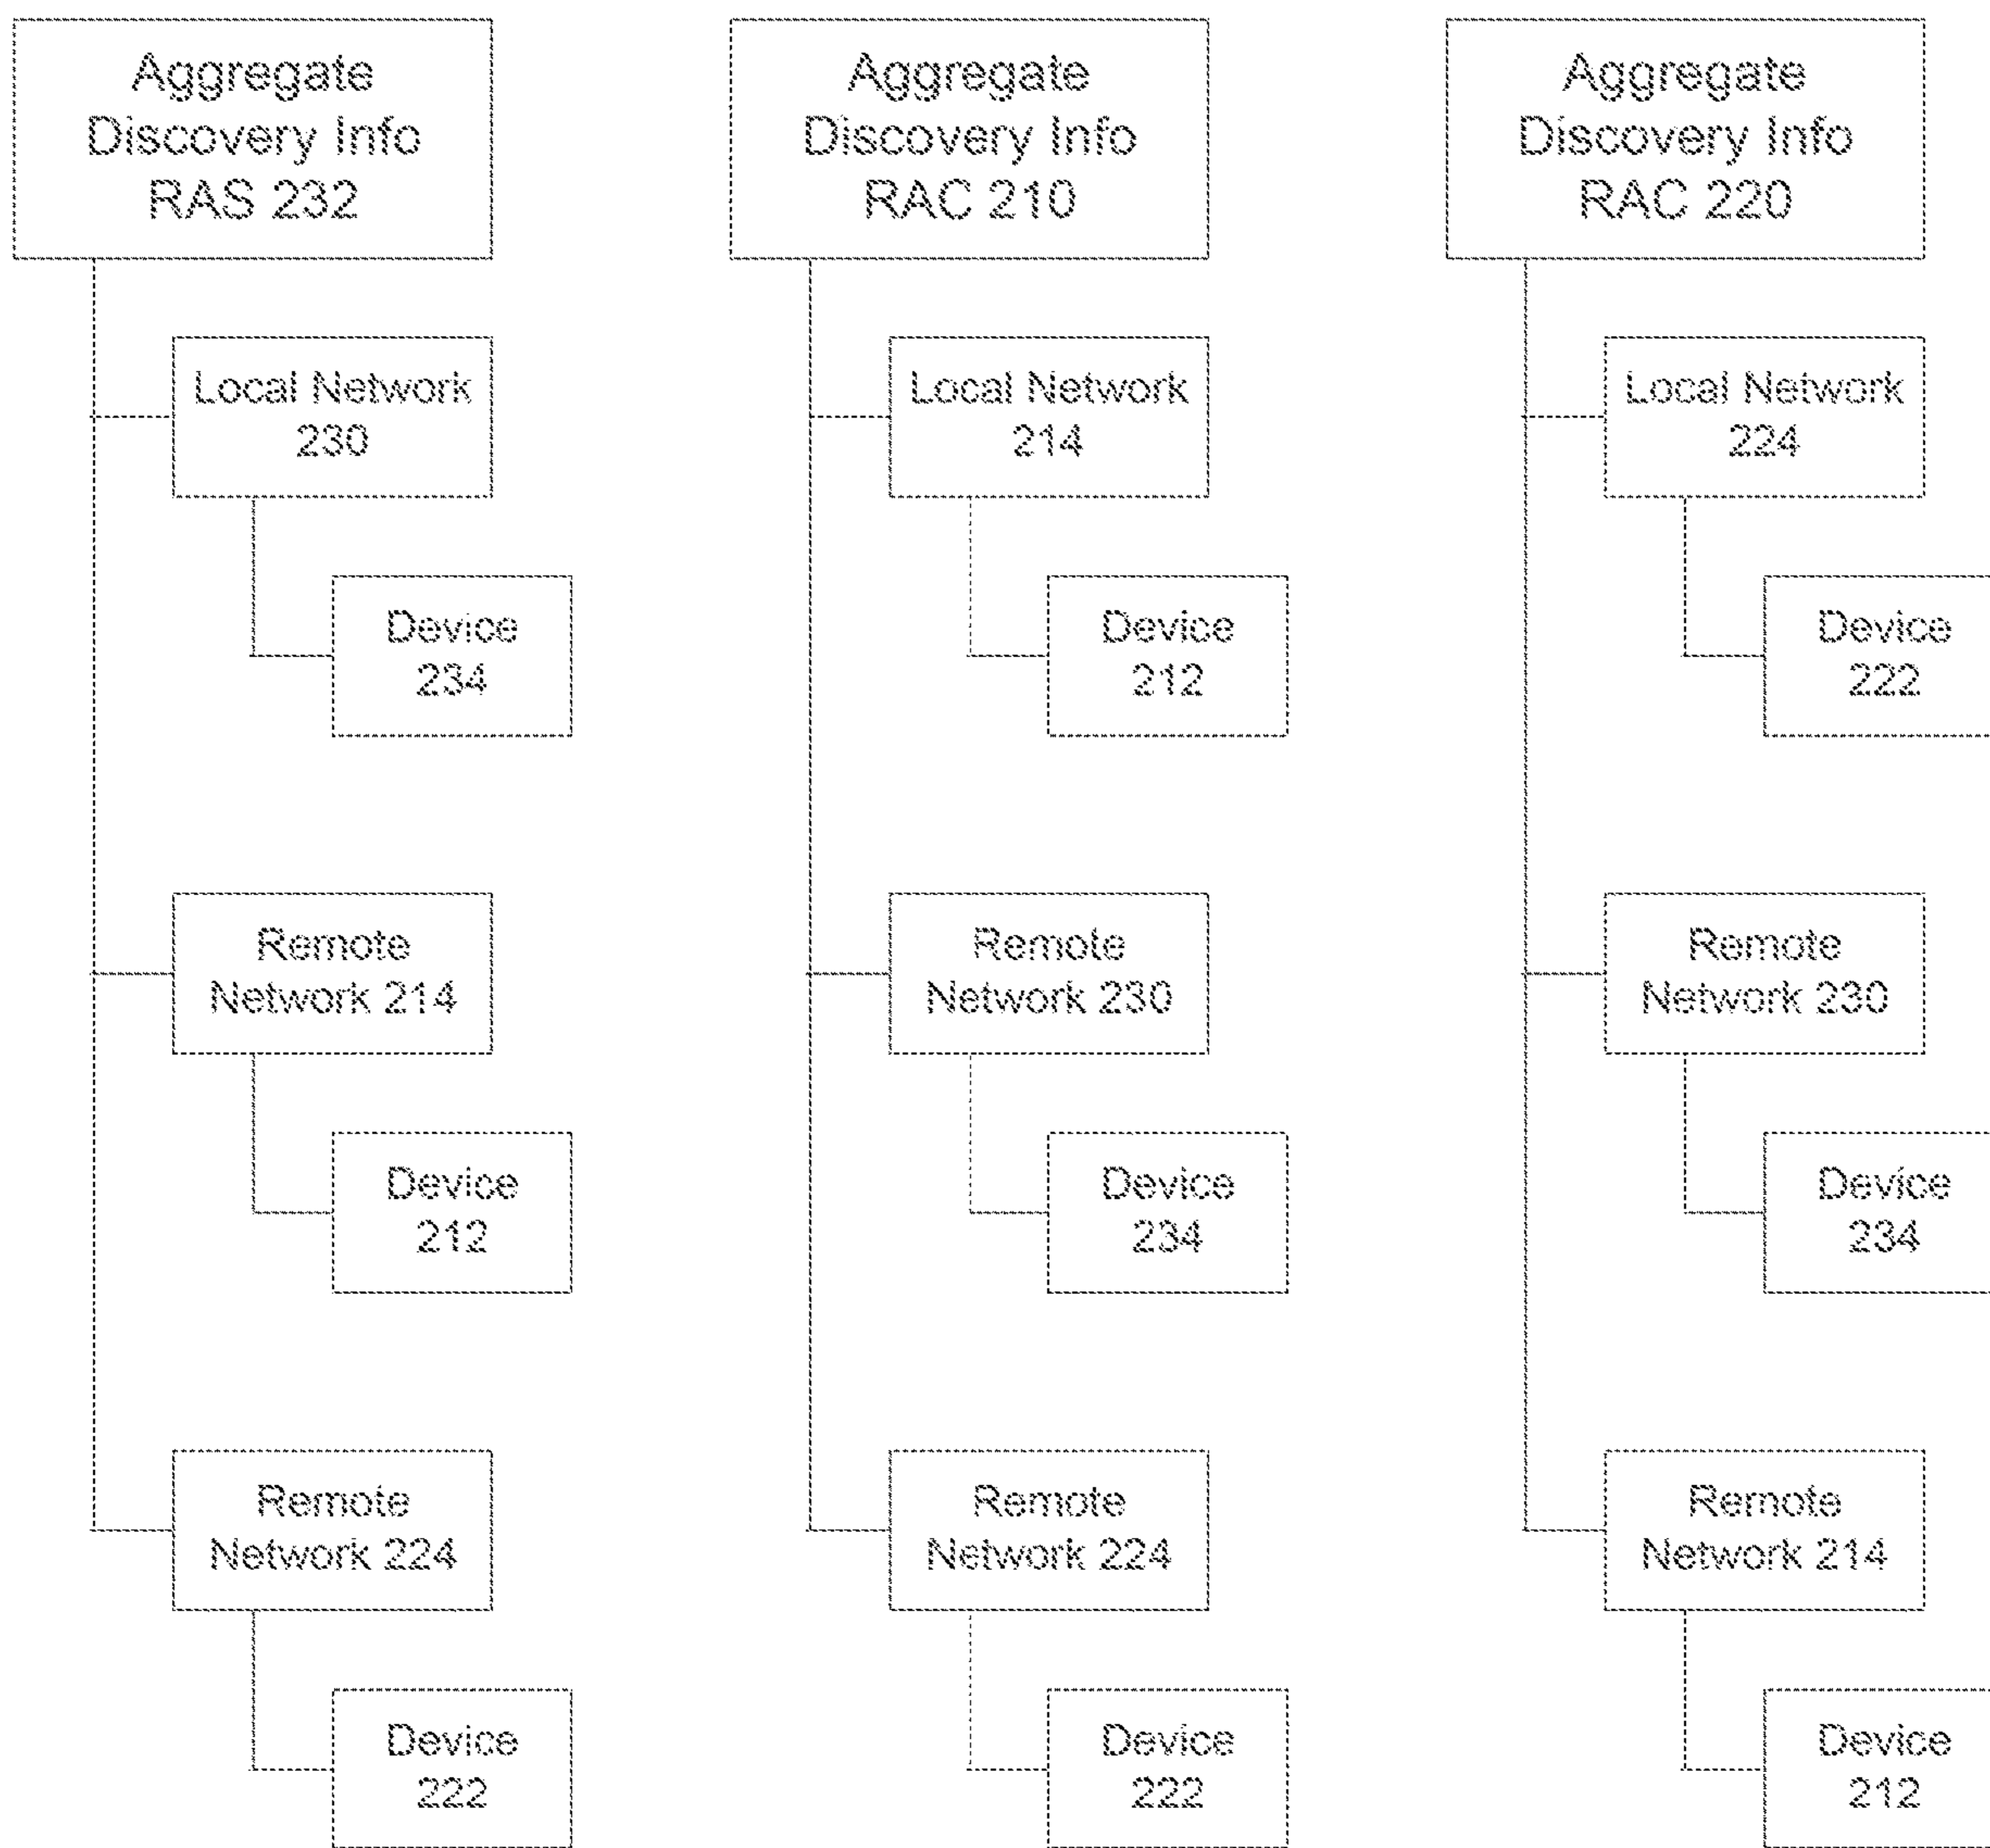 Aggregate
Discovery Info
RAS 232
Local Network
230
Device
234
Remote
Network 214
Device
212
Remote
Network 224
Device
222
Aggregate
Discovery Info
RAC 210
Local Network
214
Device
212
Remote
Network 230
Device
234
Remote
Network 224
Device
222
Aggregate
Discovery Info
RAC 220
Local Network
224
Device
222
Remote
Network 230
Device
234
Remote
Network 214
Device
212